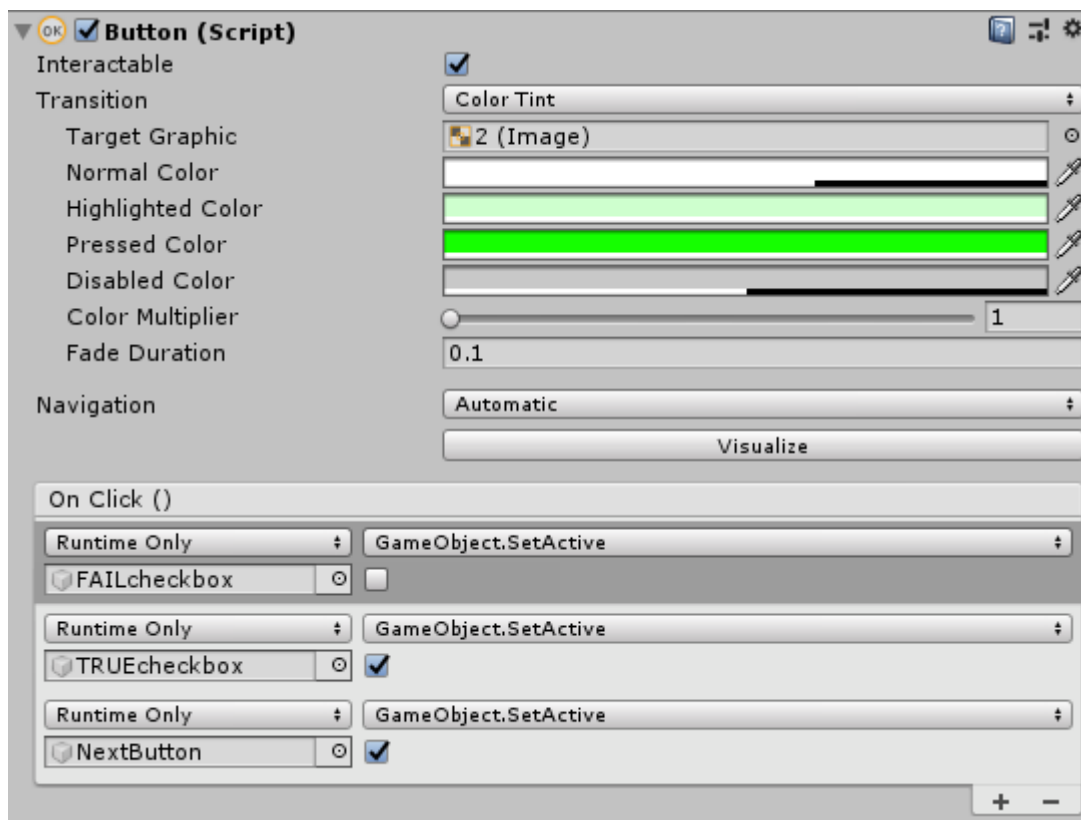 OK Button (Script)
Interactable
Transition Color Tint
Target Graphic 2 (Image)
Normal Color
Highlighted Color
Pressed Color
Disabled Color
Color Multiplier 1
Fade Duration 0.1
Navigation Automatic
Visualize
On Click ()
Runtime Only GameObject.SetActive
FAILcheckbox
Runtime Only GameObject.SetActive
TRUEcheckbox
Runtime Only GameObject.SetActive
NextButton
+ −